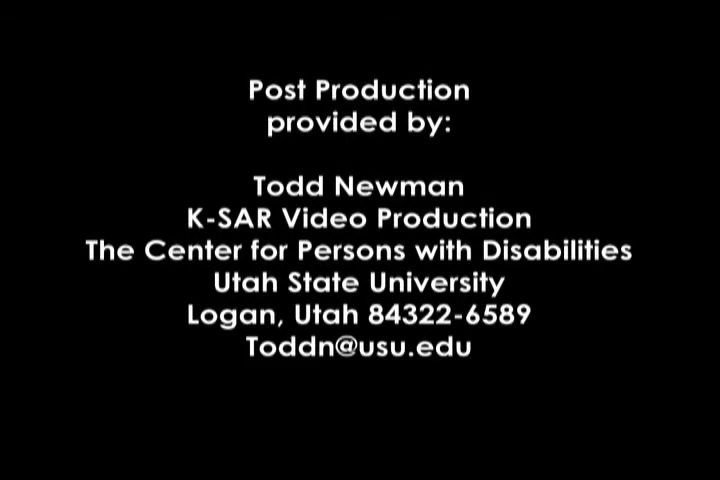 Post Production
provided by:
Todd Newman
K-SAR Video Production
The Center for Persons with Disabilities
Utah State University
Logan, Utah 84322-6589
Toddn@usu.edu